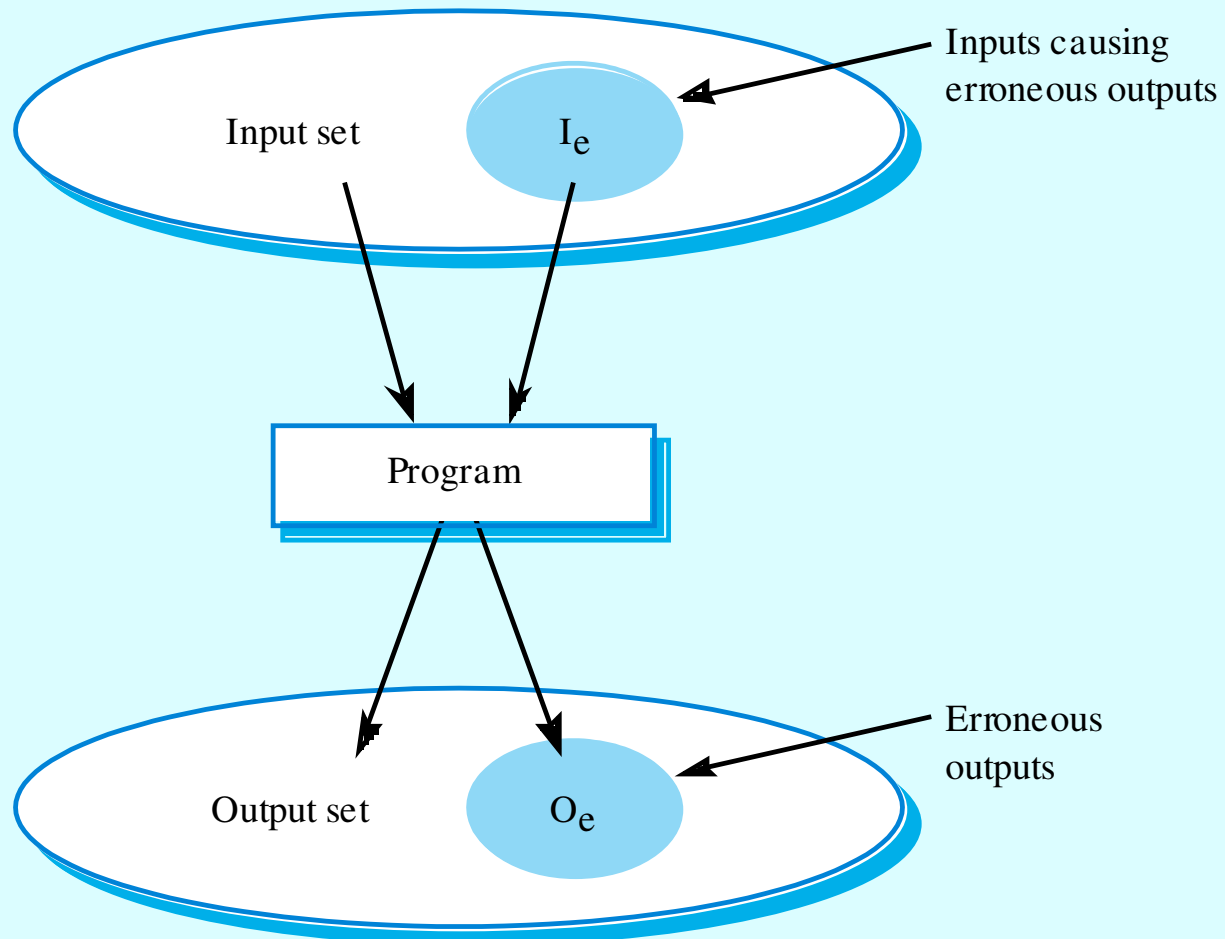 Inputs causing
erroneous outputs
Input set
Ie
Program
Erroneous
outputs
Output set
Oe